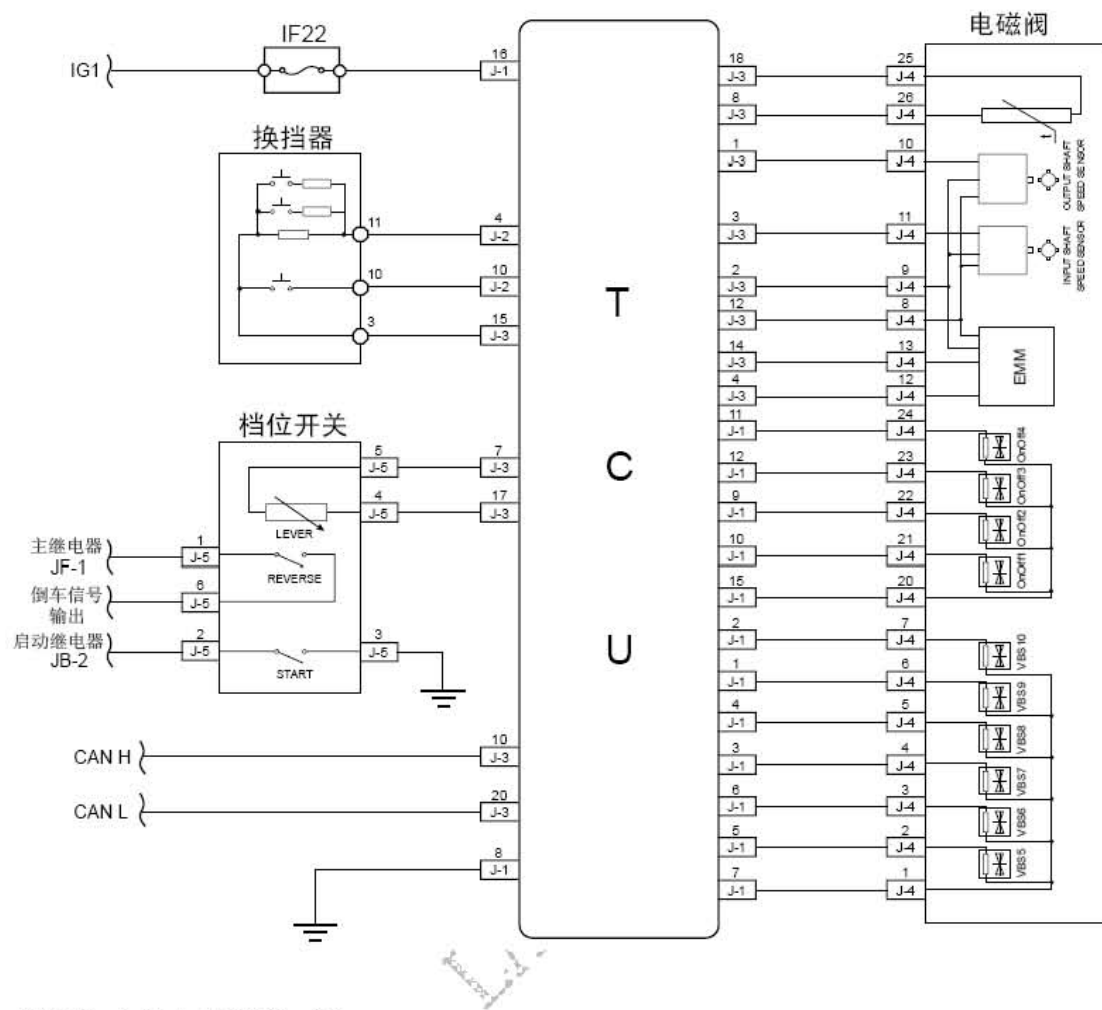 电磁阀
IF22
IG1
16
J-1
18
J-3
25
J-4
8
J-3
26
J-4
换挡器
1
J-3
10
J-4
OUTPUT SHAFT
SPEED SENSOR
11
4
J-2
3
J-3
11
J-4
INPUT SHAFT
SPEED SENSOR
10
10
J-2
2
J-3
9
J-4
3
15
J-3
12
J-3
8
J-4
T
14
J-3
13
J-4
EMM
4
J-3
12
J-4
档位开关
11
J-1
24
J-4
OnOff4
5
J-5
7
J-3
C
12
J-1
23
J-4
OnOff3
4
J-5
17
J-3
9
J-1
22
J-4
OnOff2
LEVER
主继电器
JF-1
1
J-5
REVERSE
10
J-1
21
J-4
OnOff1
倒车信号
输出
6
J-5
15
J-1
20
J-4
启动继电器
JB-2
2
J-5
3
J-5
START
U
2
J-1
7
J-4
VBS10
1
J-1
6
J-4
VBS9
4
J-1
5
J-4
VBS8
CAN H
10
J-3
3
J-1
4
J-4
VBS7
CAN L
20
J-3
6
J-1
3
J-4
VBS6
8
J-1
5
J-1
2
J-4
VBS5
7
J-1
1
J-4